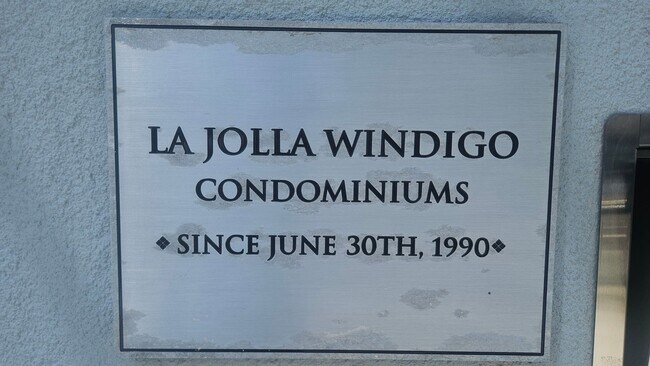 LA JOLLA WINDIGO
CONDOMINIUMS
❖SINCE JUNE 30TH, 1990❖